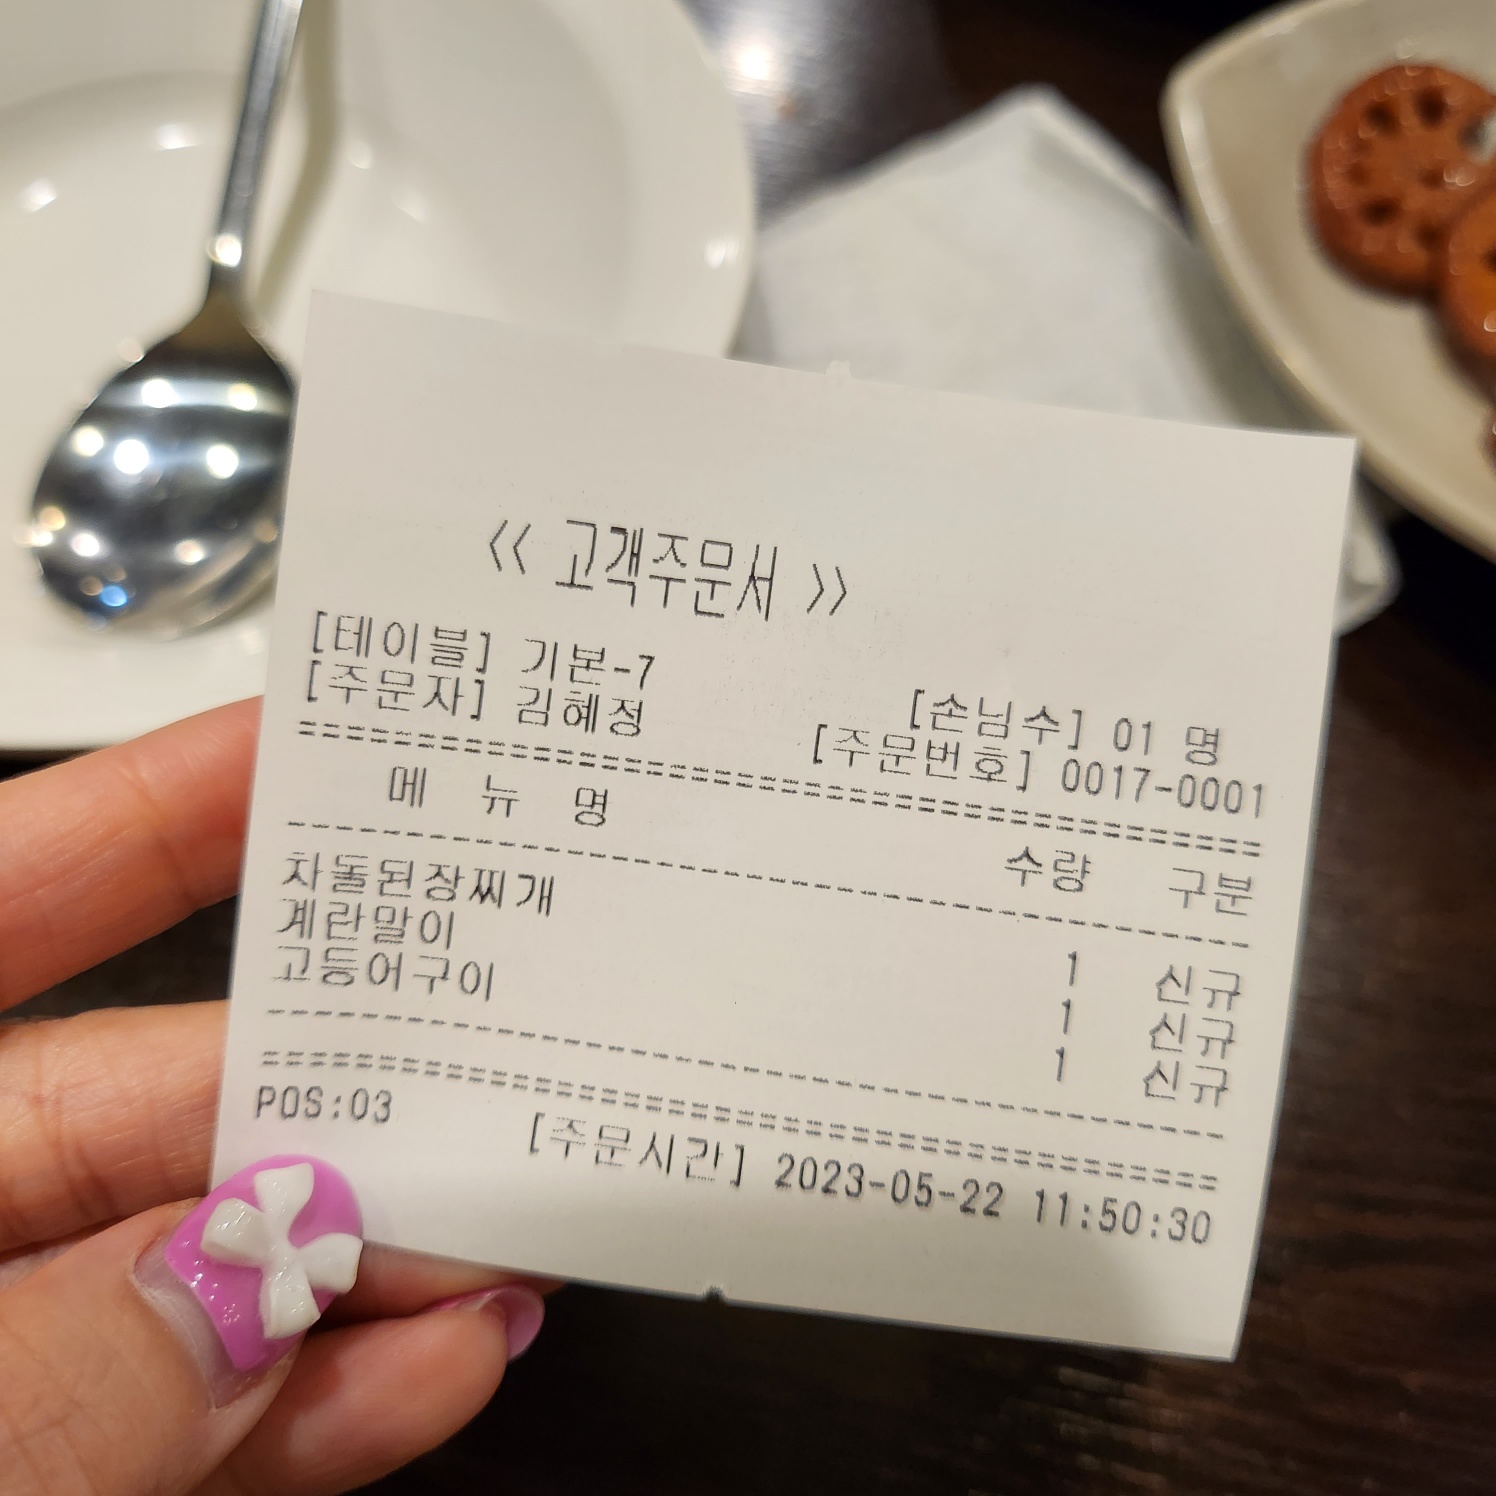 << 고객주문서 >>
[테이블] 기본-7 [손님수] 01 명
[주문자] 김혜정 [주문번호] 0017-0001
================================================
메 뉴 명 수량 구분
------------------------------------------------
차돌된장찌개 1 신규
계란말이 1 신규
고등어구이 1 신규
------------------------------------------------
================================================
POS:03 [주문시간] 2023-05-22 11:50:30